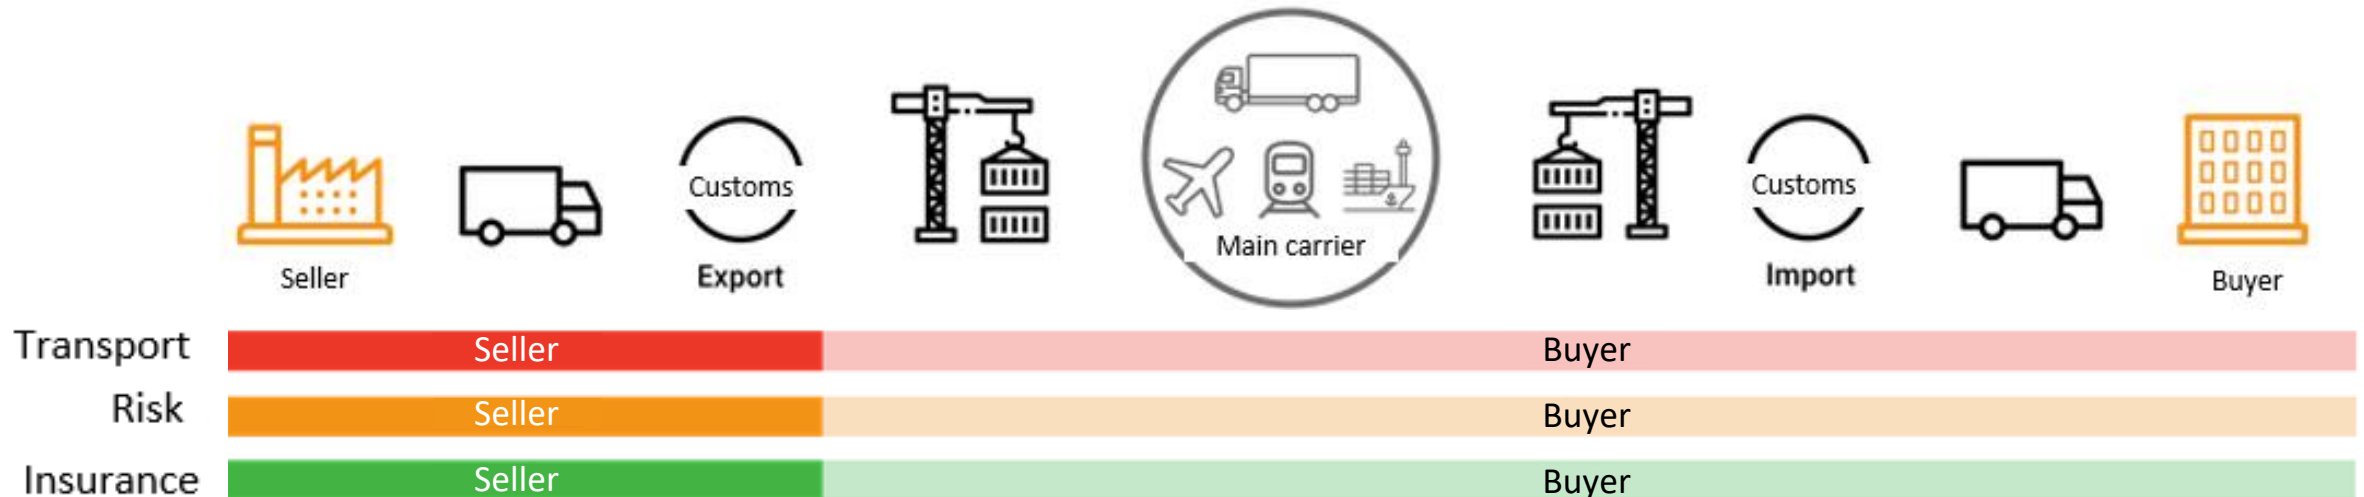 Customs
Main carrier
Customs
Seller
Export
Import
Buyer
Transport Seller Buyer
Risk Seller Buyer
Insurance Seller Buyer